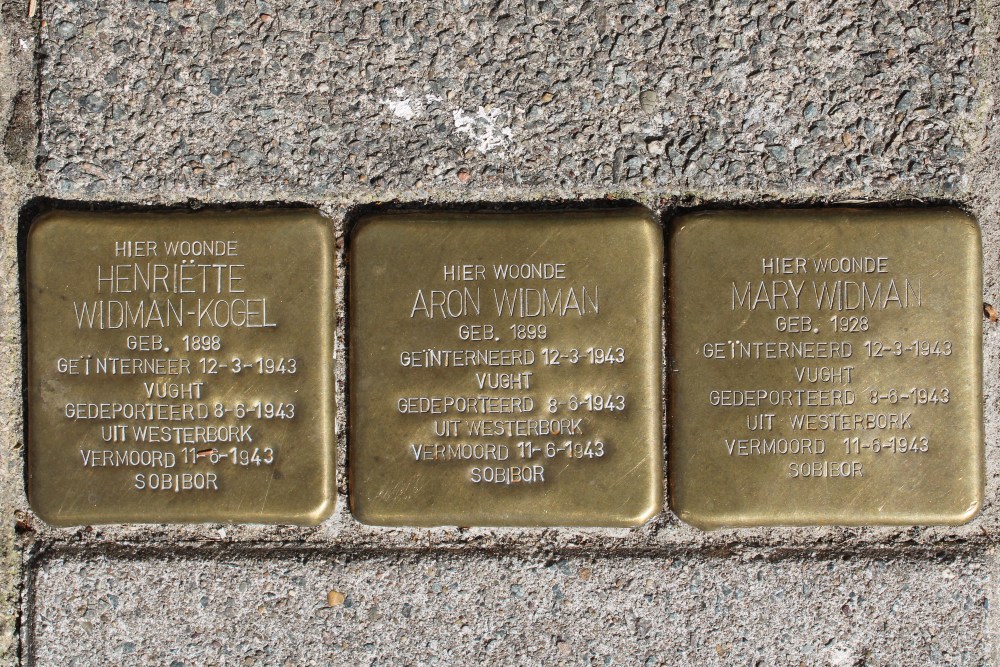 HIER WOONDE
HENRIËTTE
WIDMAN-KOGEL
GEB. 1898
GEÏNTERNEER 12-3-1943
VUGHT
GEDEPORTEERD 8-6-1943
UIT WESTERBORK
VERMOORD 11-6-1943
SOBIBOR
HIER WOONDE
ARON WIDMAN
GEB. 1899
GEÏNTERNEERD 12-3-1943
VUGHT
GEDEPORTEERD 8-6-1943
UIT WESTERBORK
VERMOORD 11-6-1943
SOBIBOR
HIER WOONDE
MARY WIDMAN
GEB. 1928
GEÏNTERNEERD 12-3-1943
VUGHT
GEDEPORTEERD 8-6-1943
UIT WESTERBORK
VERMOORD 11-6-1943
SOBIBOR